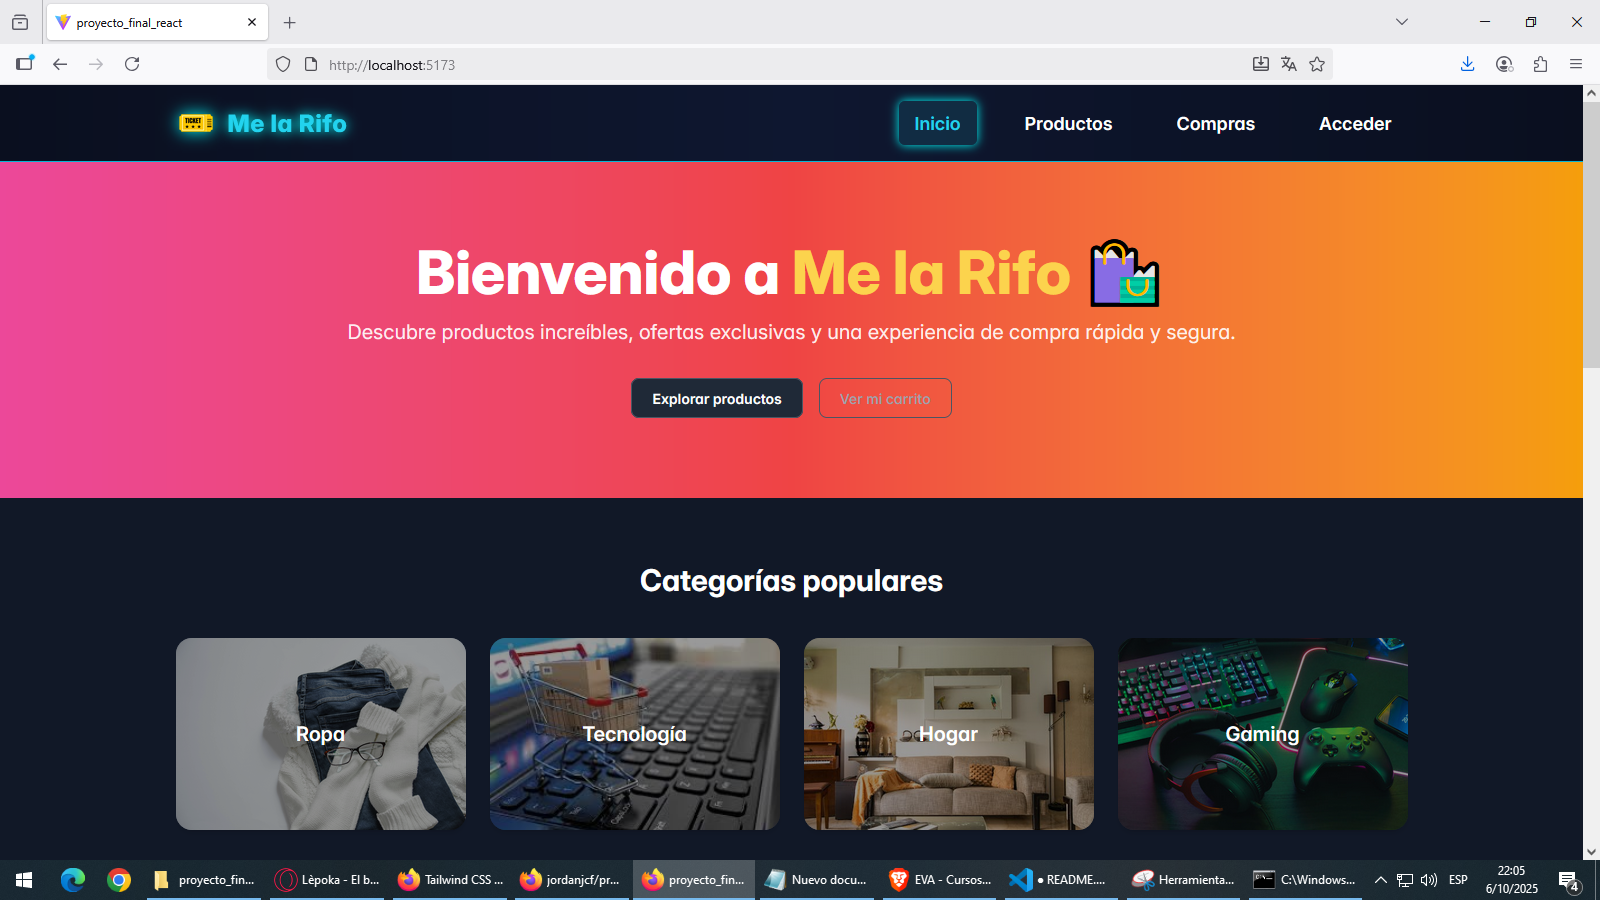 proyecto_final_react
http://localhost:5173
TICKET
Me la Rifo
Inicio
Productos
Compras
Acceder
Bienvenido a Me la Rifo
Descubre productos increíbles, ofertas exclusivas y una experiencia de compra rápida y segura.
Explorar productos
Ver mi carrito
Categorías populares
Ropa
Tecnología
Hogar
Gaming
proyecto_fin...
Lèpoka - El b...
Tailwind CSS ...
jordanjcf/pr...
proyecto_fin...
Nuevo docu...
EVA - Cursos...
● README....
Herramienta...
C:\Windows...
ESP
22:05
6/10/2025
4